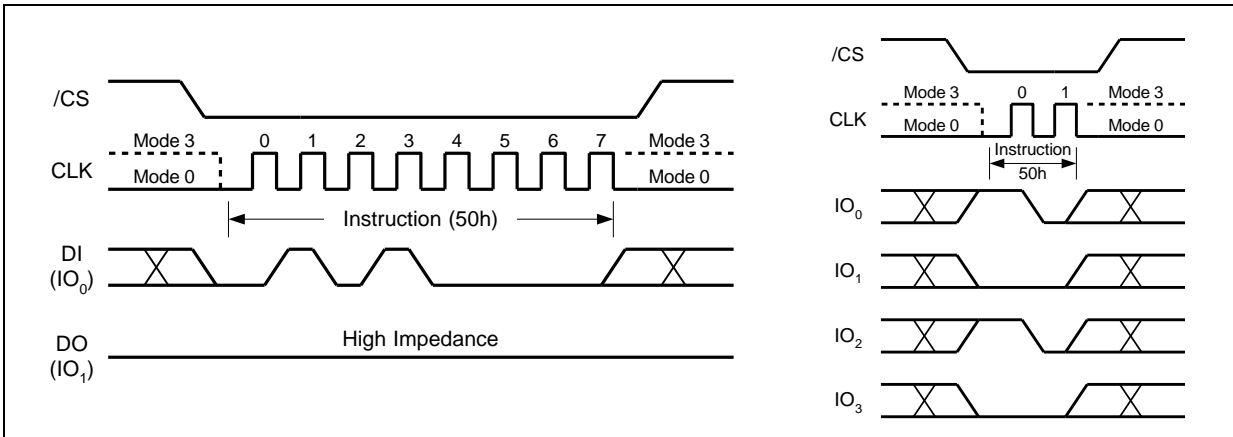 /CS
Mode 3 0 1 2 3 4 5 6 7 Mode 3
CLK
Mode 0 Mode 0
Instruction (50h)
DI
(IO0)
High Impedance
DO
(IO1)
/CS
Mode 3 0 1 Mode 3
CLK
Mode 0 Mode 0
Instruction
50h
IO0
IO1
IO2
IO3